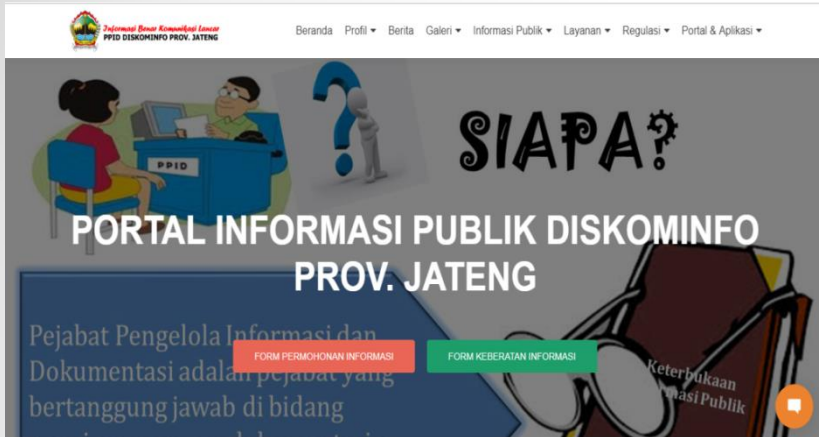 Informasi Benar Komunikasi Lancar
PPID DISKOMINFO PROV. JATENG
Beranda Profil Berita Galeri Informasi Publik Layanan Regulasi Portal & Aplikasi
PPID
?
SIAPA?
PORTAL INFORMASI PUBLIK DISKOMINFO
PROV. JATENG
Pejabat Pengelola Informasi dan
Dokumentasi adalah pejabat yang
bertanggung jawab di bidang
FORM PERMOHONAN INFORMASI
FORM KEBERATAN INFORMASI
Keterbukaan
masi Publik